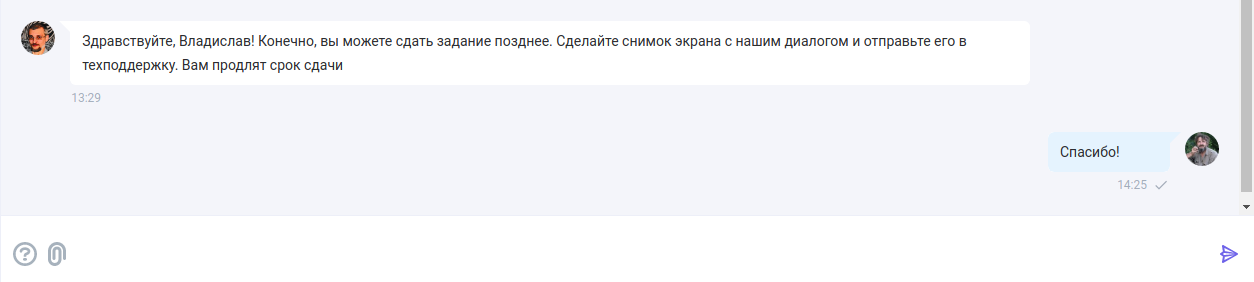 Здравствуйте, Владислав! Конечно, вы можете сдать задание позднее. Сделайте снимок экрана с нашим диалогом и отправьте его в
техподдержку. Вам продлят срок сдачи
13:29
Спасибо!
14:25